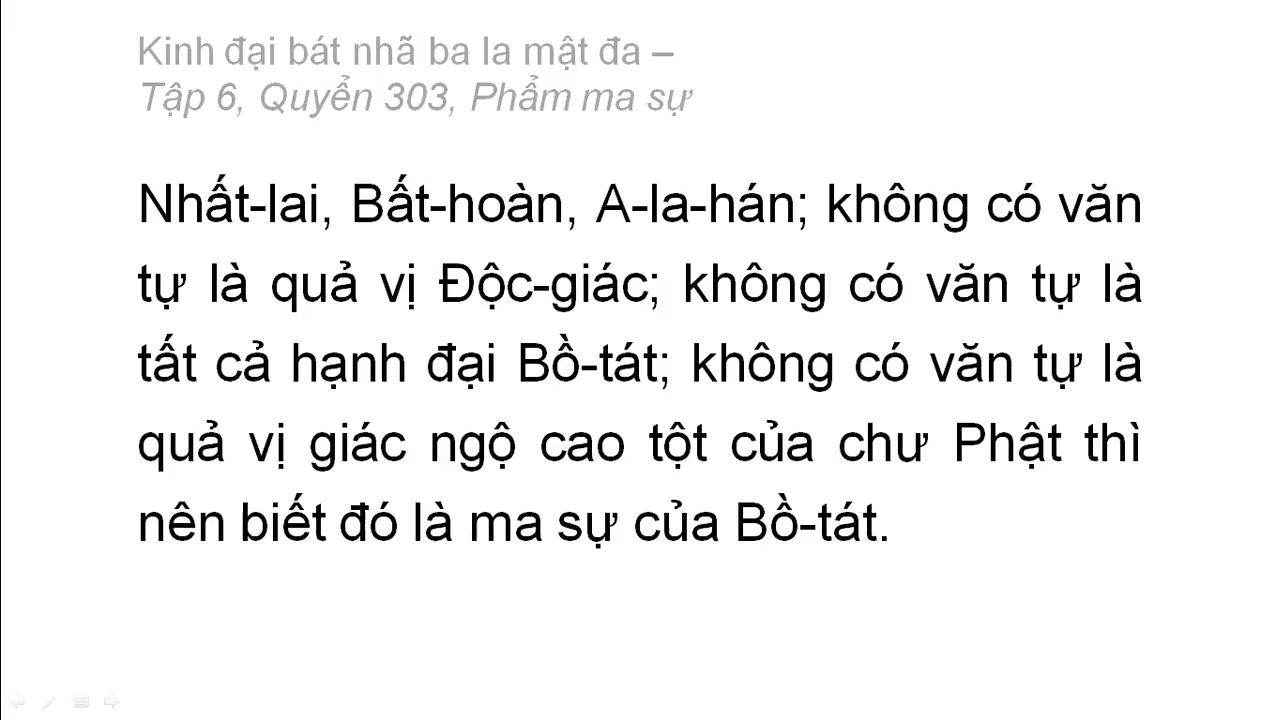 Kinh đại bát nhã ba la mật đa –
Tập 6, Quyển 303, Phẩm ma sự
Nhất-lai, Bất-hoàn, A-la-hán; không có văn
tự là quả vị Độc-giác; không có văn tự là
tất cả hạnh đại Bồ-tát; không có văn tự là
quả vị giác ngộ cao tột của chư Phật thì
nên biết đó là ma sự của Bồ-tát.